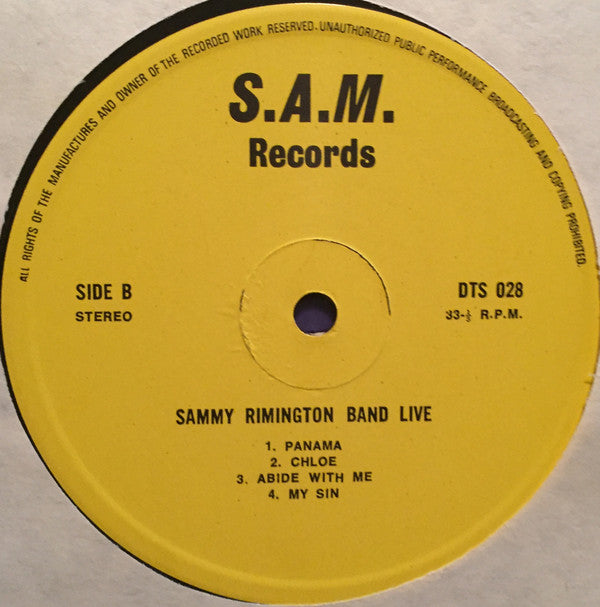 ALL RIGHTS OF THE MANUFACTURES AND OWNER OF THE RECORDED WORK RESERVED. UNAUTHORIZED PUBLIC PERFORMANCE BROADCASTING AND COPYING PROHIBITED.
S.A.M.
Records
SIDE B
STEREO
DTS 028
33-⅓ R.P.M.
SAMMY RIMINGTON BAND LIVE
1. PANAMA
2. CHLOE
3. ABIDE WITH ME
4. MY SIN